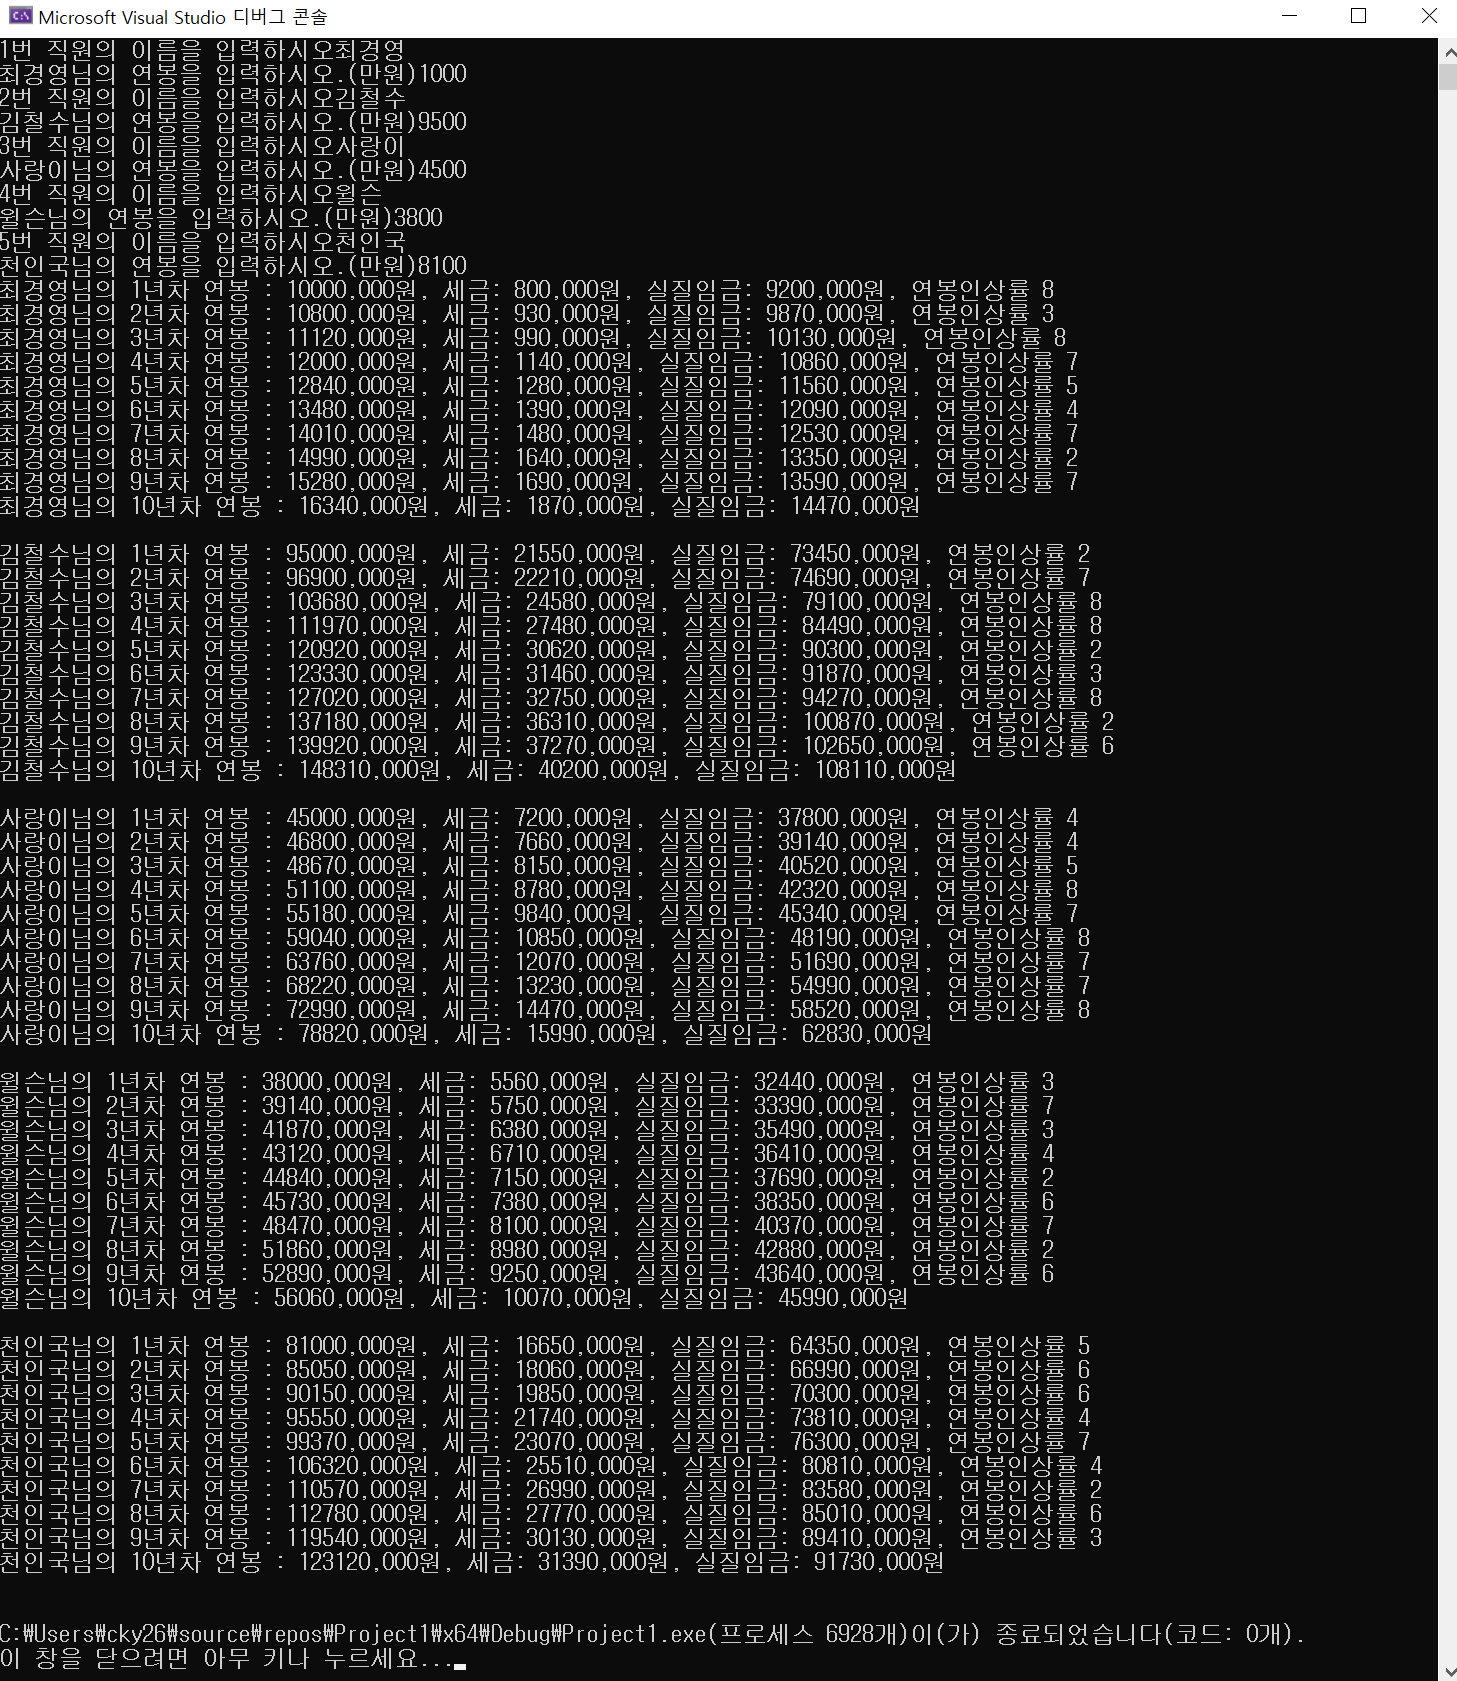 Microsoft Visual Studio 디버그 콘솔
1번 직원의 이름을 입력하시오최경영
최경영님의 연봉을 입력하시오.(만원)1000
2번 직원의 이름을 입력하시오김철수
김철수님의 연봉을 입력하시오.(만원)9500
3번 직원의 이름을 입력하시오사랑이
사랑이님의 연봉을 입력하시오.(만원)4500
4번 직원의 이름을 입력하시오윌슨
윌슨님의 연봉을 입력하시오.(만원)3800
5번 직원의 이름을 입력하시오천인국
천인국님의 연봉을 입력하시오.(만원)8100
최경영님의 1년차 연봉 : 10000,000원, 세금: 800,000원, 실질임금: 9200,000원, 연봉인상률 8
최경영님의 2년차 연봉 : 10800,000원, 세금: 930,000원, 실질임금: 9870,000원, 연봉인상률 3
최경영님의 3년차 연봉 : 11120,000원, 세금: 990,000원, 실질임금: 10130,000원, 연봉인상률 8
최경영님의 4년차 연봉 : 12000,000원, 세금: 1140,000원, 실질임금: 10860,000원, 연봉인상률 7
최경영님의 5년차 연봉 : 12840,000원, 세금: 1280,000원, 실질임금: 11560,000원, 연봉인상률 5
최경영님의 6년차 연봉 : 13480,000원, 세금: 1390,000원, 실질임금: 12090,000원, 연봉인상률 4
최경영님의 7년차 연봉 : 14010,000원, 세금: 1480,000원, 실질임금: 12530,000원, 연봉인상률 7
최경영님의 8년차 연봉 : 14990,000원, 세금: 1640,000원, 실질임금: 13350,000원, 연봉인상률 2
최경영님의 9년차 연봉 : 15280,000원, 세금: 1690,000원, 실질임금: 13590,000원, 연봉인상률 7
최경영님의 10년차 연봉 : 16340,000원, 세금: 1870,000원, 실질임금: 14470,000원
김철수님의 1년차 연봉 : 95000,000원, 세금: 21550,000원, 실질임금: 73450,000원, 연봉인상률 2
김철수님의 2년차 연봉 : 96900,000원, 세금: 22210,000원, 실질임금: 74690,000원, 연봉인상률 7
김철수님의 3년차 연봉 : 103680,000원, 세금: 24580,000원, 실질임금: 79100,000원, 연봉인상률 8
김철수님의 4년차 연봉 : 111970,000원, 세금: 27480,000원, 실질임금: 84490,000원, 연봉인상률 8
김철수님의 5년차 연봉 : 120920,000원, 세금: 30620,000원, 실질임금: 90300,000원, 연봉인상률 2
김철수님의 6년차 연봉 : 123330,000원, 세금: 31460,000원, 실질임금: 91870,000원, 연봉인상률 3
김철수님의 7년차 연봉 : 127020,000원, 세금: 32750,000원, 실질임금: 94270,000원, 연봉인상률 8
김철수님의 8년차 연봉 : 137180,000원, 세금: 36310,000원, 실질임금: 100870,000원, 연봉인상률 2
김철수님의 9년차 연봉 : 139920,000원, 세금: 37270,000원, 실질임금: 102650,000원, 연봉인상률 6
김철수님의 10년차 연봉 : 148310,000원, 세금: 40200,000원, 실질임금: 108110,000원
사랑이님의 1년차 연봉 : 45000,000원, 세금: 7200,000원, 실질임금: 37800,000원, 연봉인상률 4
사랑이님의 2년차 연봉 : 46800,000원, 세금: 7660,000원, 실질임금: 39140,000원, 연봉인상률 4
사랑이님의 3년차 연봉 : 48670,000원, 세금: 8150,000원, 실질임금: 40520,000원, 연봉인상률 5
사랑이님의 4년차 연봉 : 51100,000원, 세금: 8780,000원, 실질임금: 42320,000원, 연봉인상률 8
사랑이님의 5년차 연봉 : 55180,000원, 세금: 9840,000원, 실질임금: 45340,000원, 연봉인상률 7
사랑이님의 6년차 연봉 : 59040,000원, 세금: 10850,000원, 실질임금: 48190,000원, 연봉인상률 8
사랑이님의 7년차 연봉 : 63760,000원, 세금: 12070,000원, 실질임금: 51690,000원, 연봉인상률 7
사랑이님의 8년차 연봉 : 68220,000원, 세금: 13230,000원, 실질임금: 54990,000원, 연봉인상률 7
사랑이님의 9년차 연봉 : 72990,000원, 세금: 14470,000원, 실질임금: 58520,000원, 연봉인상률 8
사랑이님의 10년차 연봉 : 78820,000원, 세금: 15990,000원, 실질임금: 62830,000원
윌슨님의 1년차 연봉 : 38000,000원, 세금: 5560,000원, 실질임금: 32440,000원, 연봉인상률 3
윌슨님의 2년차 연봉 : 39140,000원, 세금: 5750,000원, 실질임금: 33390,000원, 연봉인상률 7
윌슨님의 3년차 연봉 : 41870,000원, 세금: 6380,000원, 실질임금: 35490,000원, 연봉인상률 3
윌슨님의 4년차 연봉 : 43120,000원, 세금: 6710,000원, 실질임금: 36410,000원, 연봉인상률 4
윌슨님의 5년차 연봉 : 44840,000원, 세금: 7150,000원, 실질임금: 37690,000원, 연봉인상률 2
윌슨님의 6년차 연봉 : 45730,000원, 세금: 7380,000원, 실질임금: 38350,000원, 연봉인상률 6
윌슨님의 7년차 연봉 : 48470,000원, 세금: 8100,000원, 실질임금: 40370,000원, 연봉인상률 7
윌슨님의 8년차 연봉 : 51860,000원, 세금: 8980,000원, 실질임금: 42880,000원, 연봉인상률 2
윌슨님의 9년차 연봉 : 52890,000원, 세금: 9250,000원, 실질임금: 43640,000원, 연봉인상률 6
윌슨님의 10년차 연봉 : 56060,000원, 세금: 10070,000원, 실질임금: 45990,000원
천인국님의 1년차 연봉 : 81000,000원, 세금: 16650,000원, 실질임금: 64350,000원, 연봉인상률 5
천인국님의 2년차 연봉 : 85050,000원, 세금: 18060,000원, 실질임금: 66990,000원, 연봉인상률 6
천인국님의 3년차 연봉 : 90150,000원, 세금: 19850,000원, 실질임금: 70300,000원, 연봉인상률 6
천인국님의 4년차 연봉 : 95550,000원, 세금: 21740,000원, 실질임금: 73810,000원, 연봉인상률 4
천인국님의 5년차 연봉 : 99370,000원, 세금: 23070,000원, 실질임금: 76300,000원, 연봉인상률 7
천인국님의 6년차 연봉 : 106320,000원, 세금: 25510,000원, 실질임금: 80810,000원, 연봉인상률 4
천인국님의 7년차 연봉 : 110570,000원, 세금: 26990,000원, 실질임금: 83580,000원, 연봉인상률 2
천인국님의 8년차 연봉 : 112780,000원, 세금: 27770,000원, 실질임금: 85010,000원, 연봉인상률 6
천인국님의 9년차 연봉 : 119540,000원, 세금: 30130,000원, 실질임금: 89410,000원, 연봉인상률 3
천인국님의 10년차 연봉 : 123120,000원, 세금: 31390,000원, 실질임금: 91730,000원
C:₩Users₩cky26₩source₩repos₩Project1₩x64₩Debug₩Project1.exe(프로세스 6928개)이(가) 종료되었습니다(코드: 0개).
이 창을 닫으려면 아무 키나 누르세요...